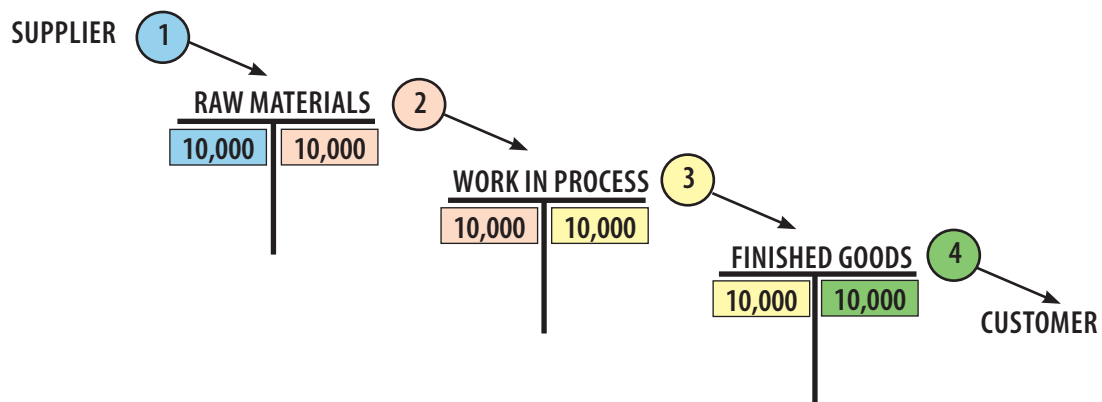 SUPPLIER 1
RAW MATERIALS 2
10,000 10,000
WORK IN PROCESS 3
10,000 10,000
FINISHED GOODS 4
10,000 10,000
CUSTOMER